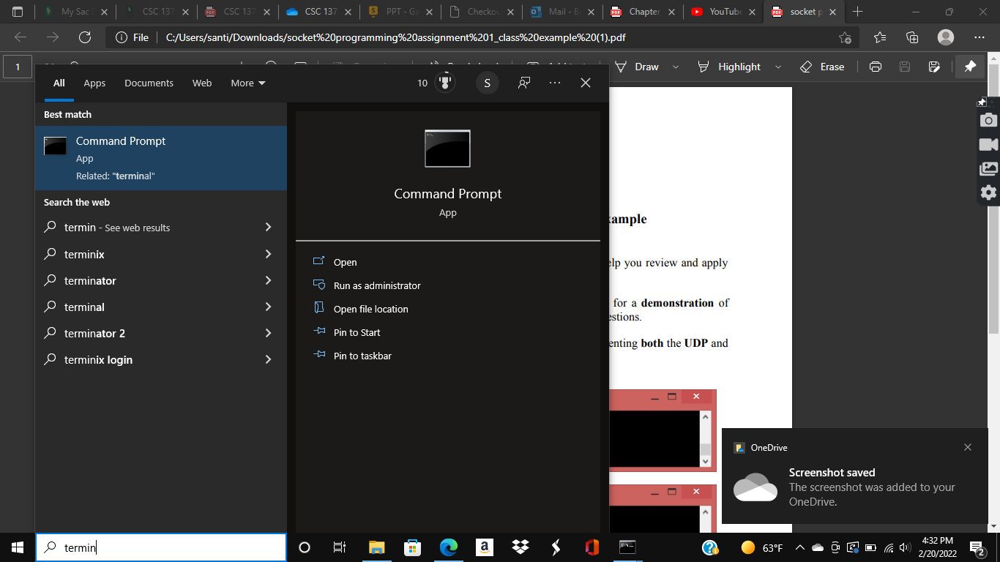 My Sac
CSC 137
CSC 137
CSC 137
PPT - Ga
Checkou
Mail - B
Chapter
YouTube
socket p
File
C:/Users/santi/Downloads/socket%20programming%20assignment%201_class%20example%20(1).pdf
1
Draw
Highlight
Erase
All
Apps
Documents
Web
More
10
S
Best match
Command Prompt
App
Related: "terminal"
Search the web
termin - See web results
terminix
terminator
terminal
terminator 2
terminix login
Command Prompt
App
Open
Run as administrator
Open file location
Pin to Start
Pin to taskbar
ample
elp you review and apply
for a demonstration of
estions.
enting both the UDP and
OneDrive
Screenshot saved
The screenshot was added to your
OneDrive.
termin
63°F
4:32 PM
2/20/2022
2